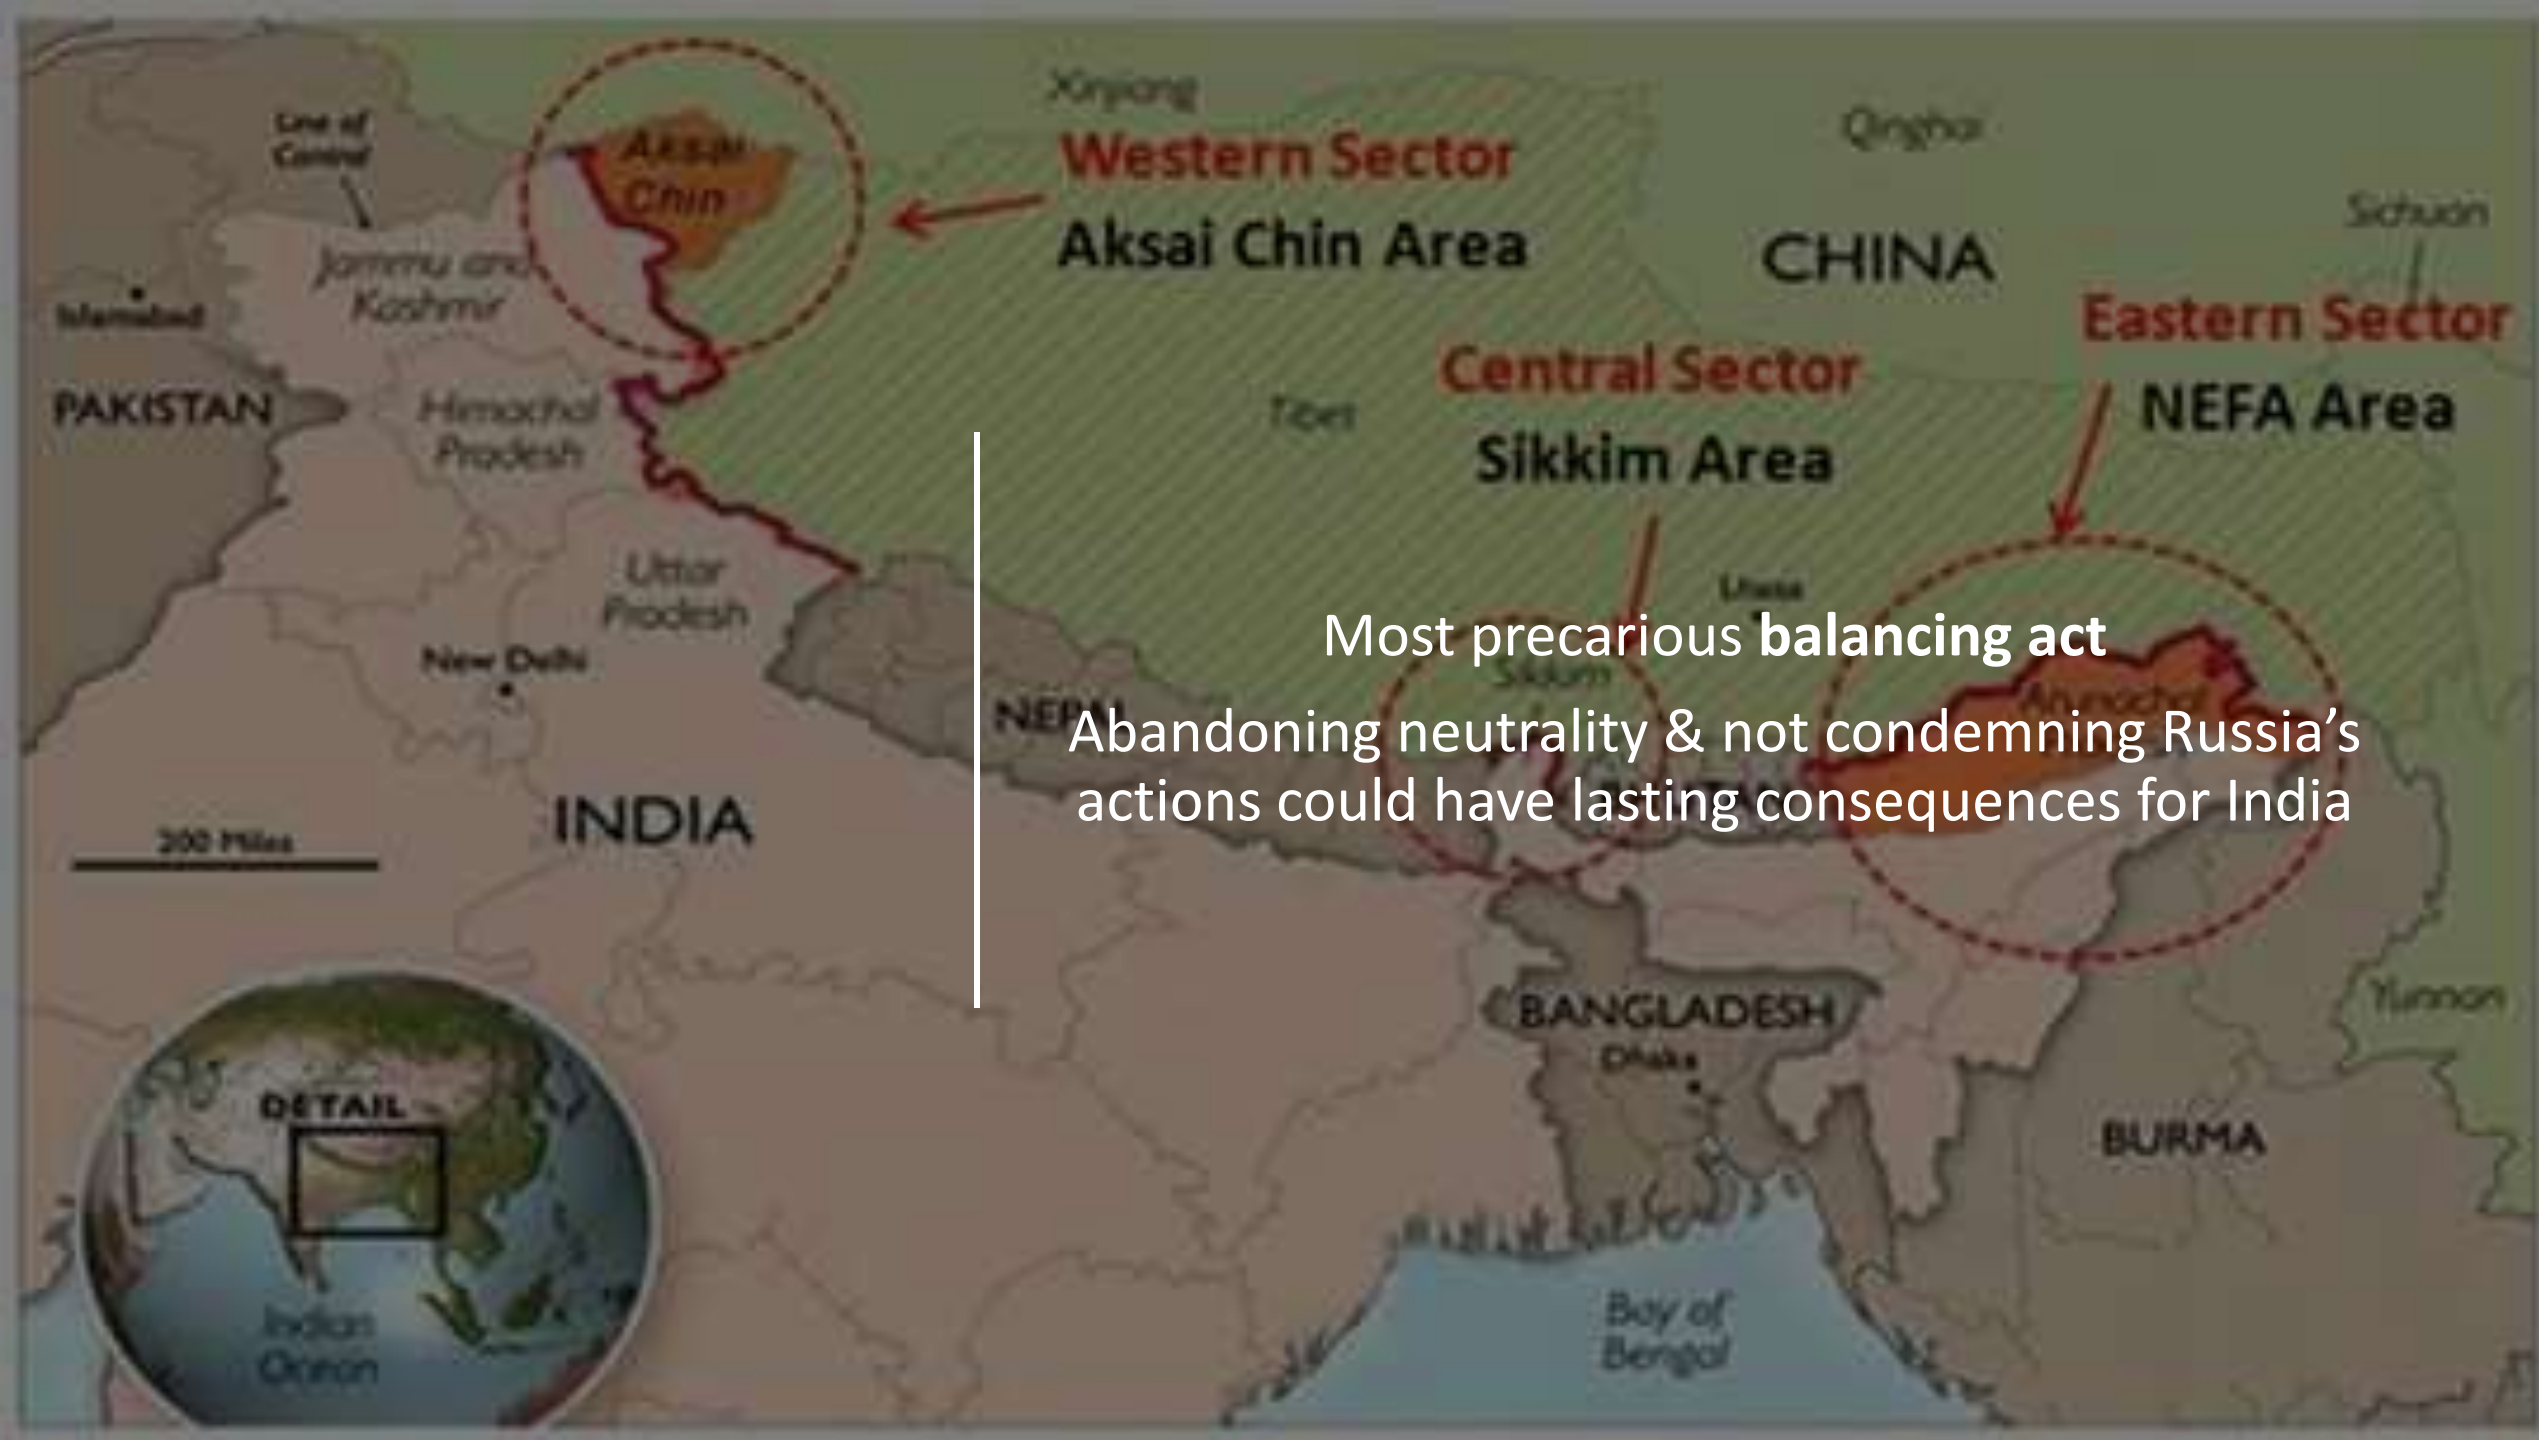 Xinjiang
Qinghai
Line of
Control
Aksai
Chin
Western Sector
Aksai Chin Area
Sichuan
CHINA
Jammu and
Kashmir
Islamabad
Eastern Sector
NEFA Area
Central Sector
Sikkim Area
PAKISTAN
Himachal
Pradesh
Tibet
Uttar
Pradesh
Lhasa
New Delhi
Most precarious balancing act
Sikkim
Arunachal
NEPAL
Abandoning neutrality & not condemning Russia’s
actions could have lasting consequences for India
INDIA
200 Miles
BANGLADESH
Dhaka
Yunnan
DETAIL
BURMA
Indian
Ocean
Bay of
Bengal